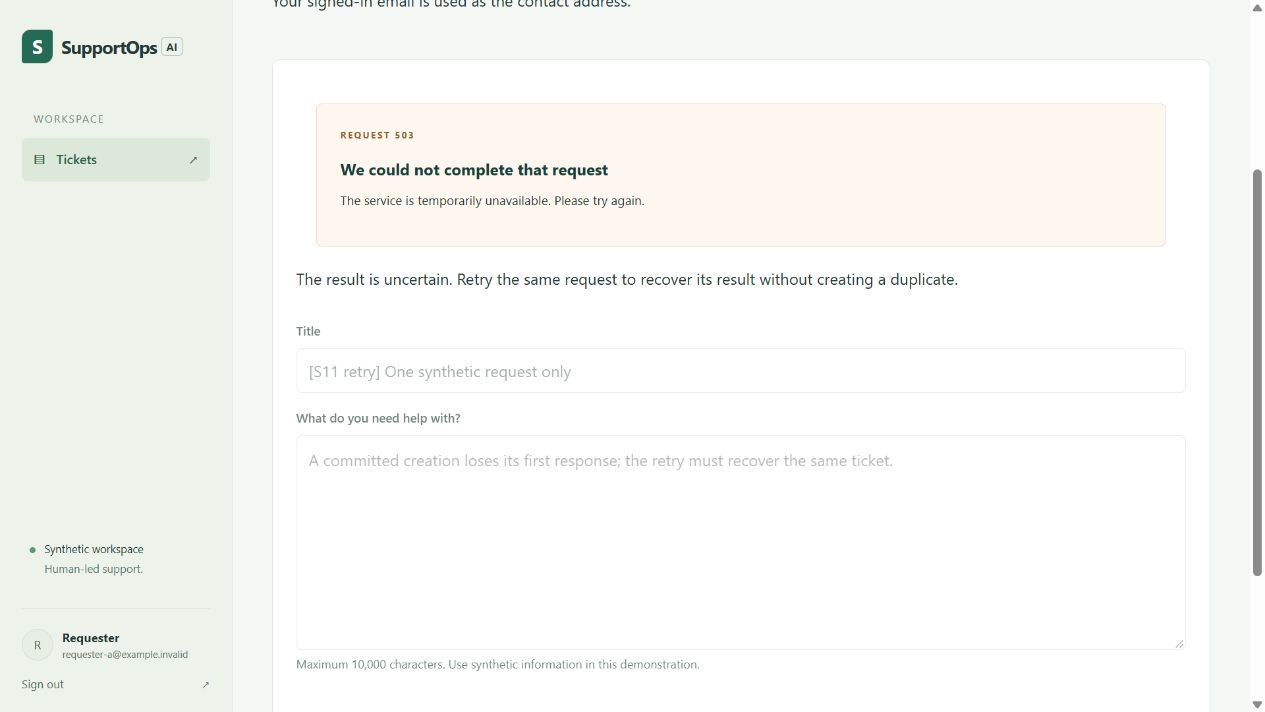 Your signed-in email is used as the contact address.
S SupportOps AI
WORKSPACE
Tickets
REQUEST 503
We could not complete that request
The service is temporarily unavailable. Please try again.
The result is uncertain. Retry the same request to recover its result without creating a duplicate.
Title
[S11 retry] One synthetic request only
What do you need help with?
A committed creation loses its first response; the retry must recover the same ticket.
Maximum 10,000 characters. Use synthetic information in this demonstration.
Synthetic workspace
Human-led support.
R
Requester
requester-a@example.invalid
Sign out